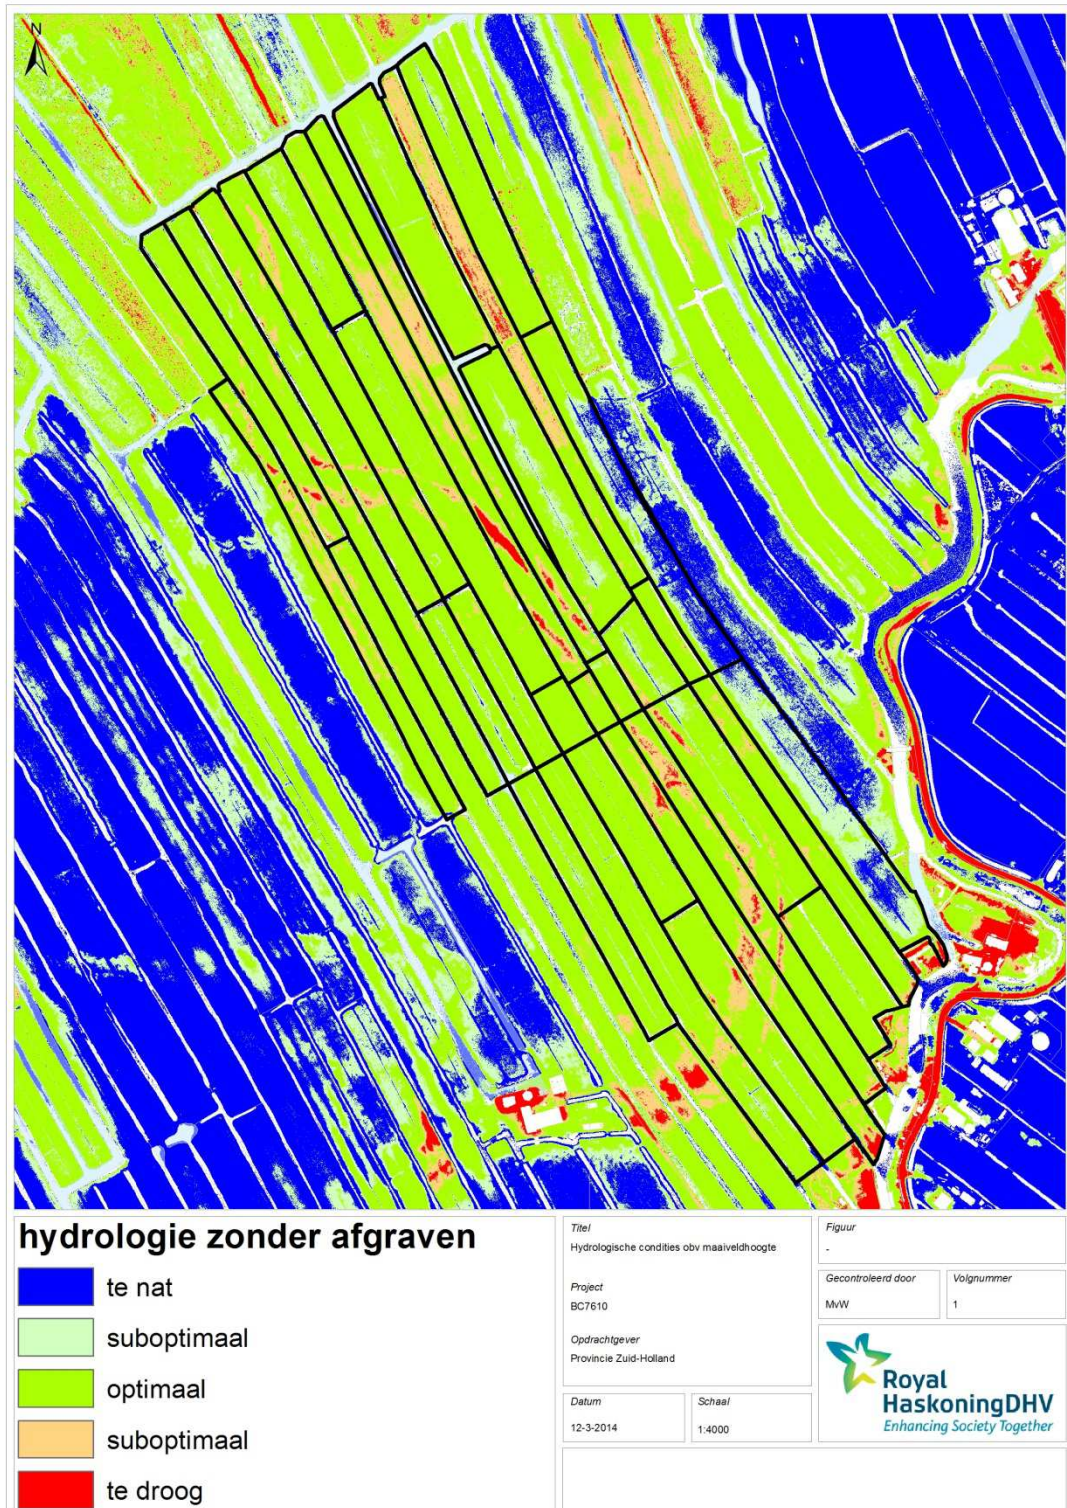 N
hydrologie zonder afgraven
te nat
suboptimaal
optimaal
suboptimaal
te droog
Titel
Hydrologische condities obv maaiveldhoogte
Project
BC7610
Opdrachtgever
Provincie Zuid-Holland
Datum
12-3-2014
Schaal
1:4000
Figuur
-
Gecontroleerd door
MvW
Volgnummer
1
Royal
HaskoningDHV
Enhancing Society Together